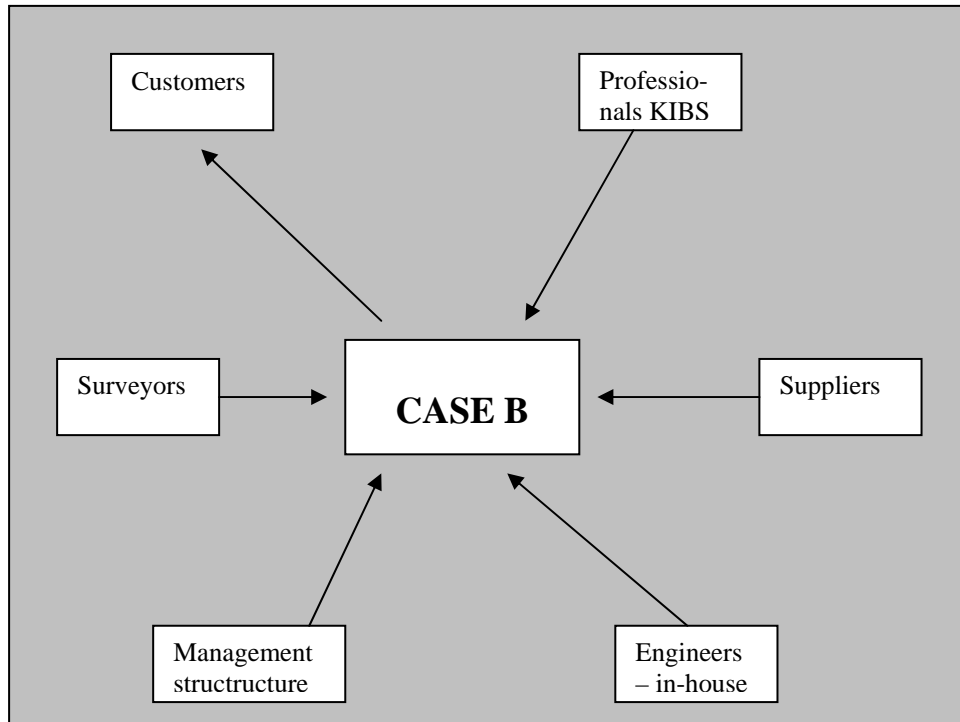 Customers
Professio-
nals KIBS
Surveyors
CASE B
Suppliers
Management
structructure
Engineers
– in-house